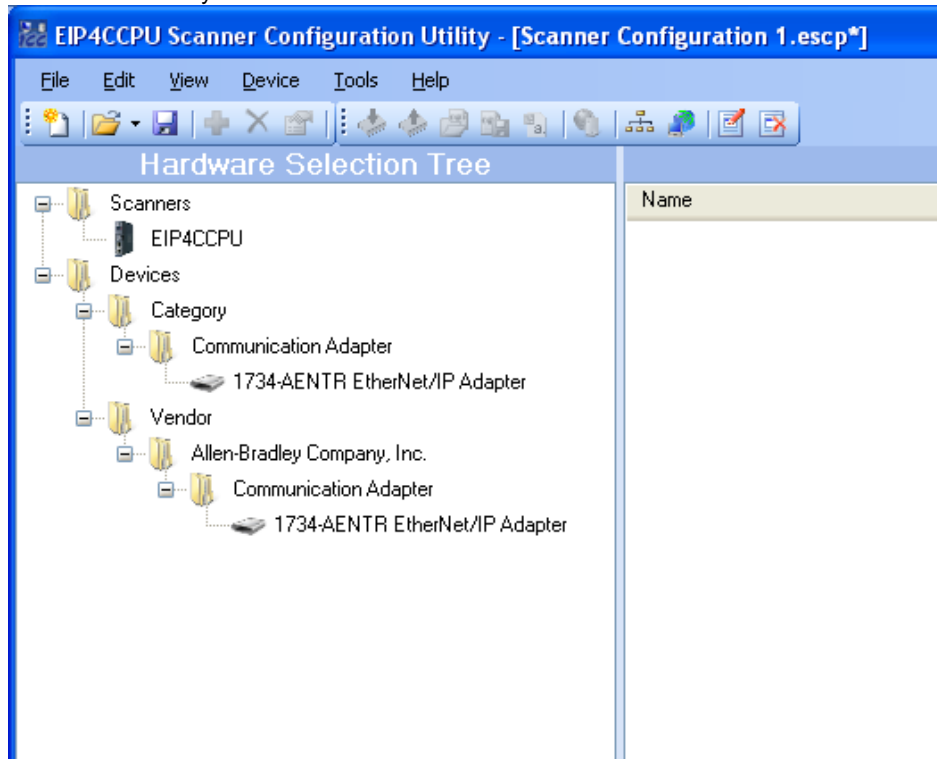 EIP4CCPU Scanner Configuration Utility - [Scanner Configuration 1.escp*]
File Edit View Device Tools Help
Hardware Selection Tree
Name
Scanners
EIP4CCPU
Devices
Category
Communication Adapter
1734-AENTR EtherNet/IP Adapter
Vendor
Allen-Bradley Company, Inc.
Communication Adapter
1734-AENTR EtherNet/IP Adapter